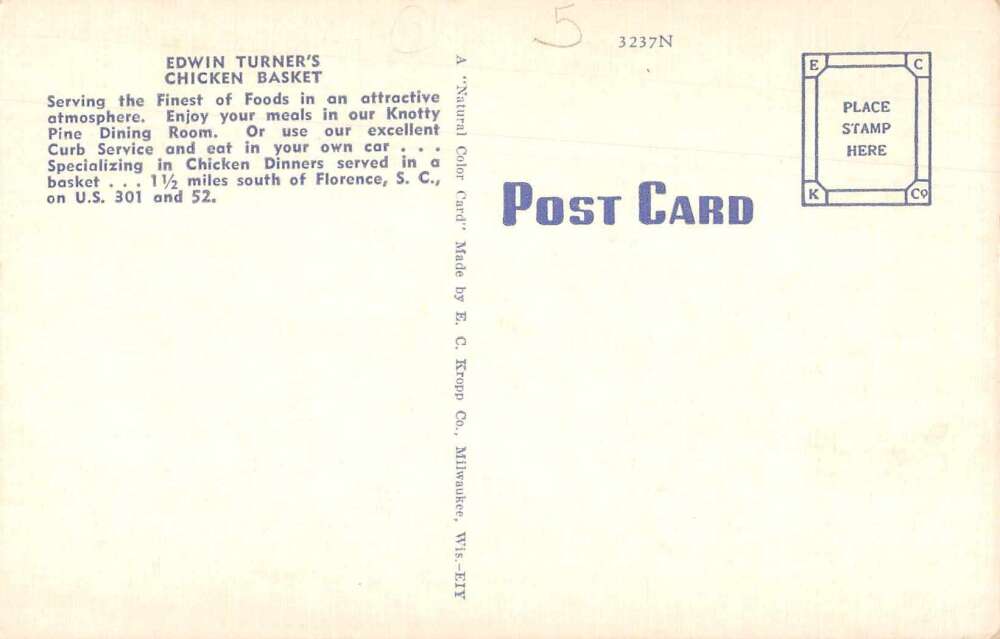 5
3237N
EDWIN TURNER'S
CHICKEN BASKET
Serving the Finest of Foods in an attractive
atmosphere. Enjoy your meals in our Knotty
Pine Dining Room. Or use our excellent
Curb Service and eat in your own car . . .
Specializing in Chicken Dinners served in a
basket . . . 1½ miles south of Florence, S. C.,
on U.S. 301 and 52.
A "Natural Color Card" Made by E. C. Kropp Co., Milwaukee, Wis.-EIY
POST CARD
E C
PLACE
STAMP
HERE
K Co